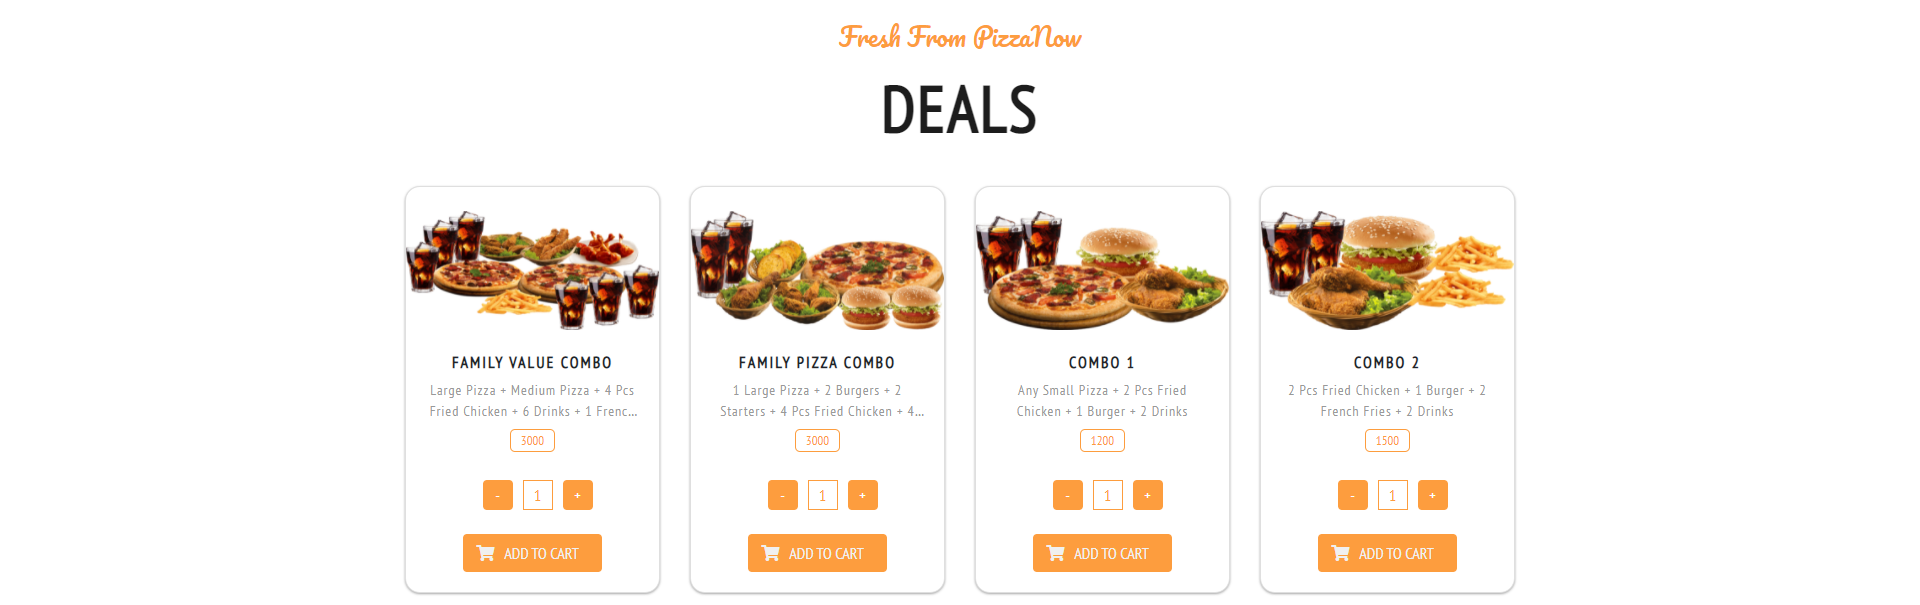 Fresh From PizzaNow
DEALS
FAMILY VALUE COMBO
Large Pizza + Medium Pizza + 4 Pcs
Fried Chicken + 6 Drinks + 1 Frenc...
3000
- 1 +
ADD TO CART
FAMILY PIZZA COMBO
1 Large Pizza + 2 Burgers + 2
Starters + 4 Pcs Fried Chicken + 4...
3000
- 1 +
ADD TO CART
COMBO 1
Any Small Pizza + 2 Pcs Fried
Chicken + 1 Burger + 2 Drinks
1200
- 1 +
ADD TO CART
COMBO 2
2 Pcs Fried Chicken + 1 Burger + 2
French Fries + 2 Drinks
1500
- 1 +
ADD TO CART